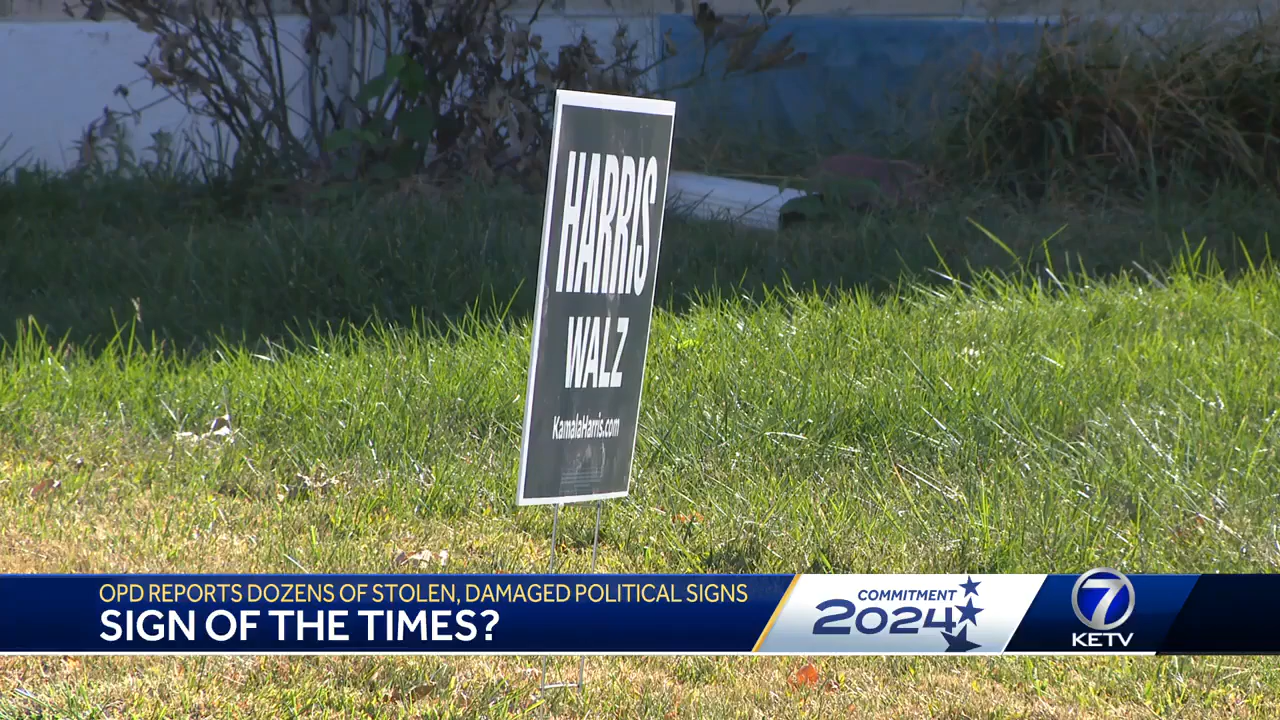 HARRIS
WALZ
KamalaHarris.com
OPD REPORTS DOZENS OF STOLEN, DAMAGED POLITICAL SIGNS
SIGN OF THE TIMES?
COMMITMENT
2024
7
KETV